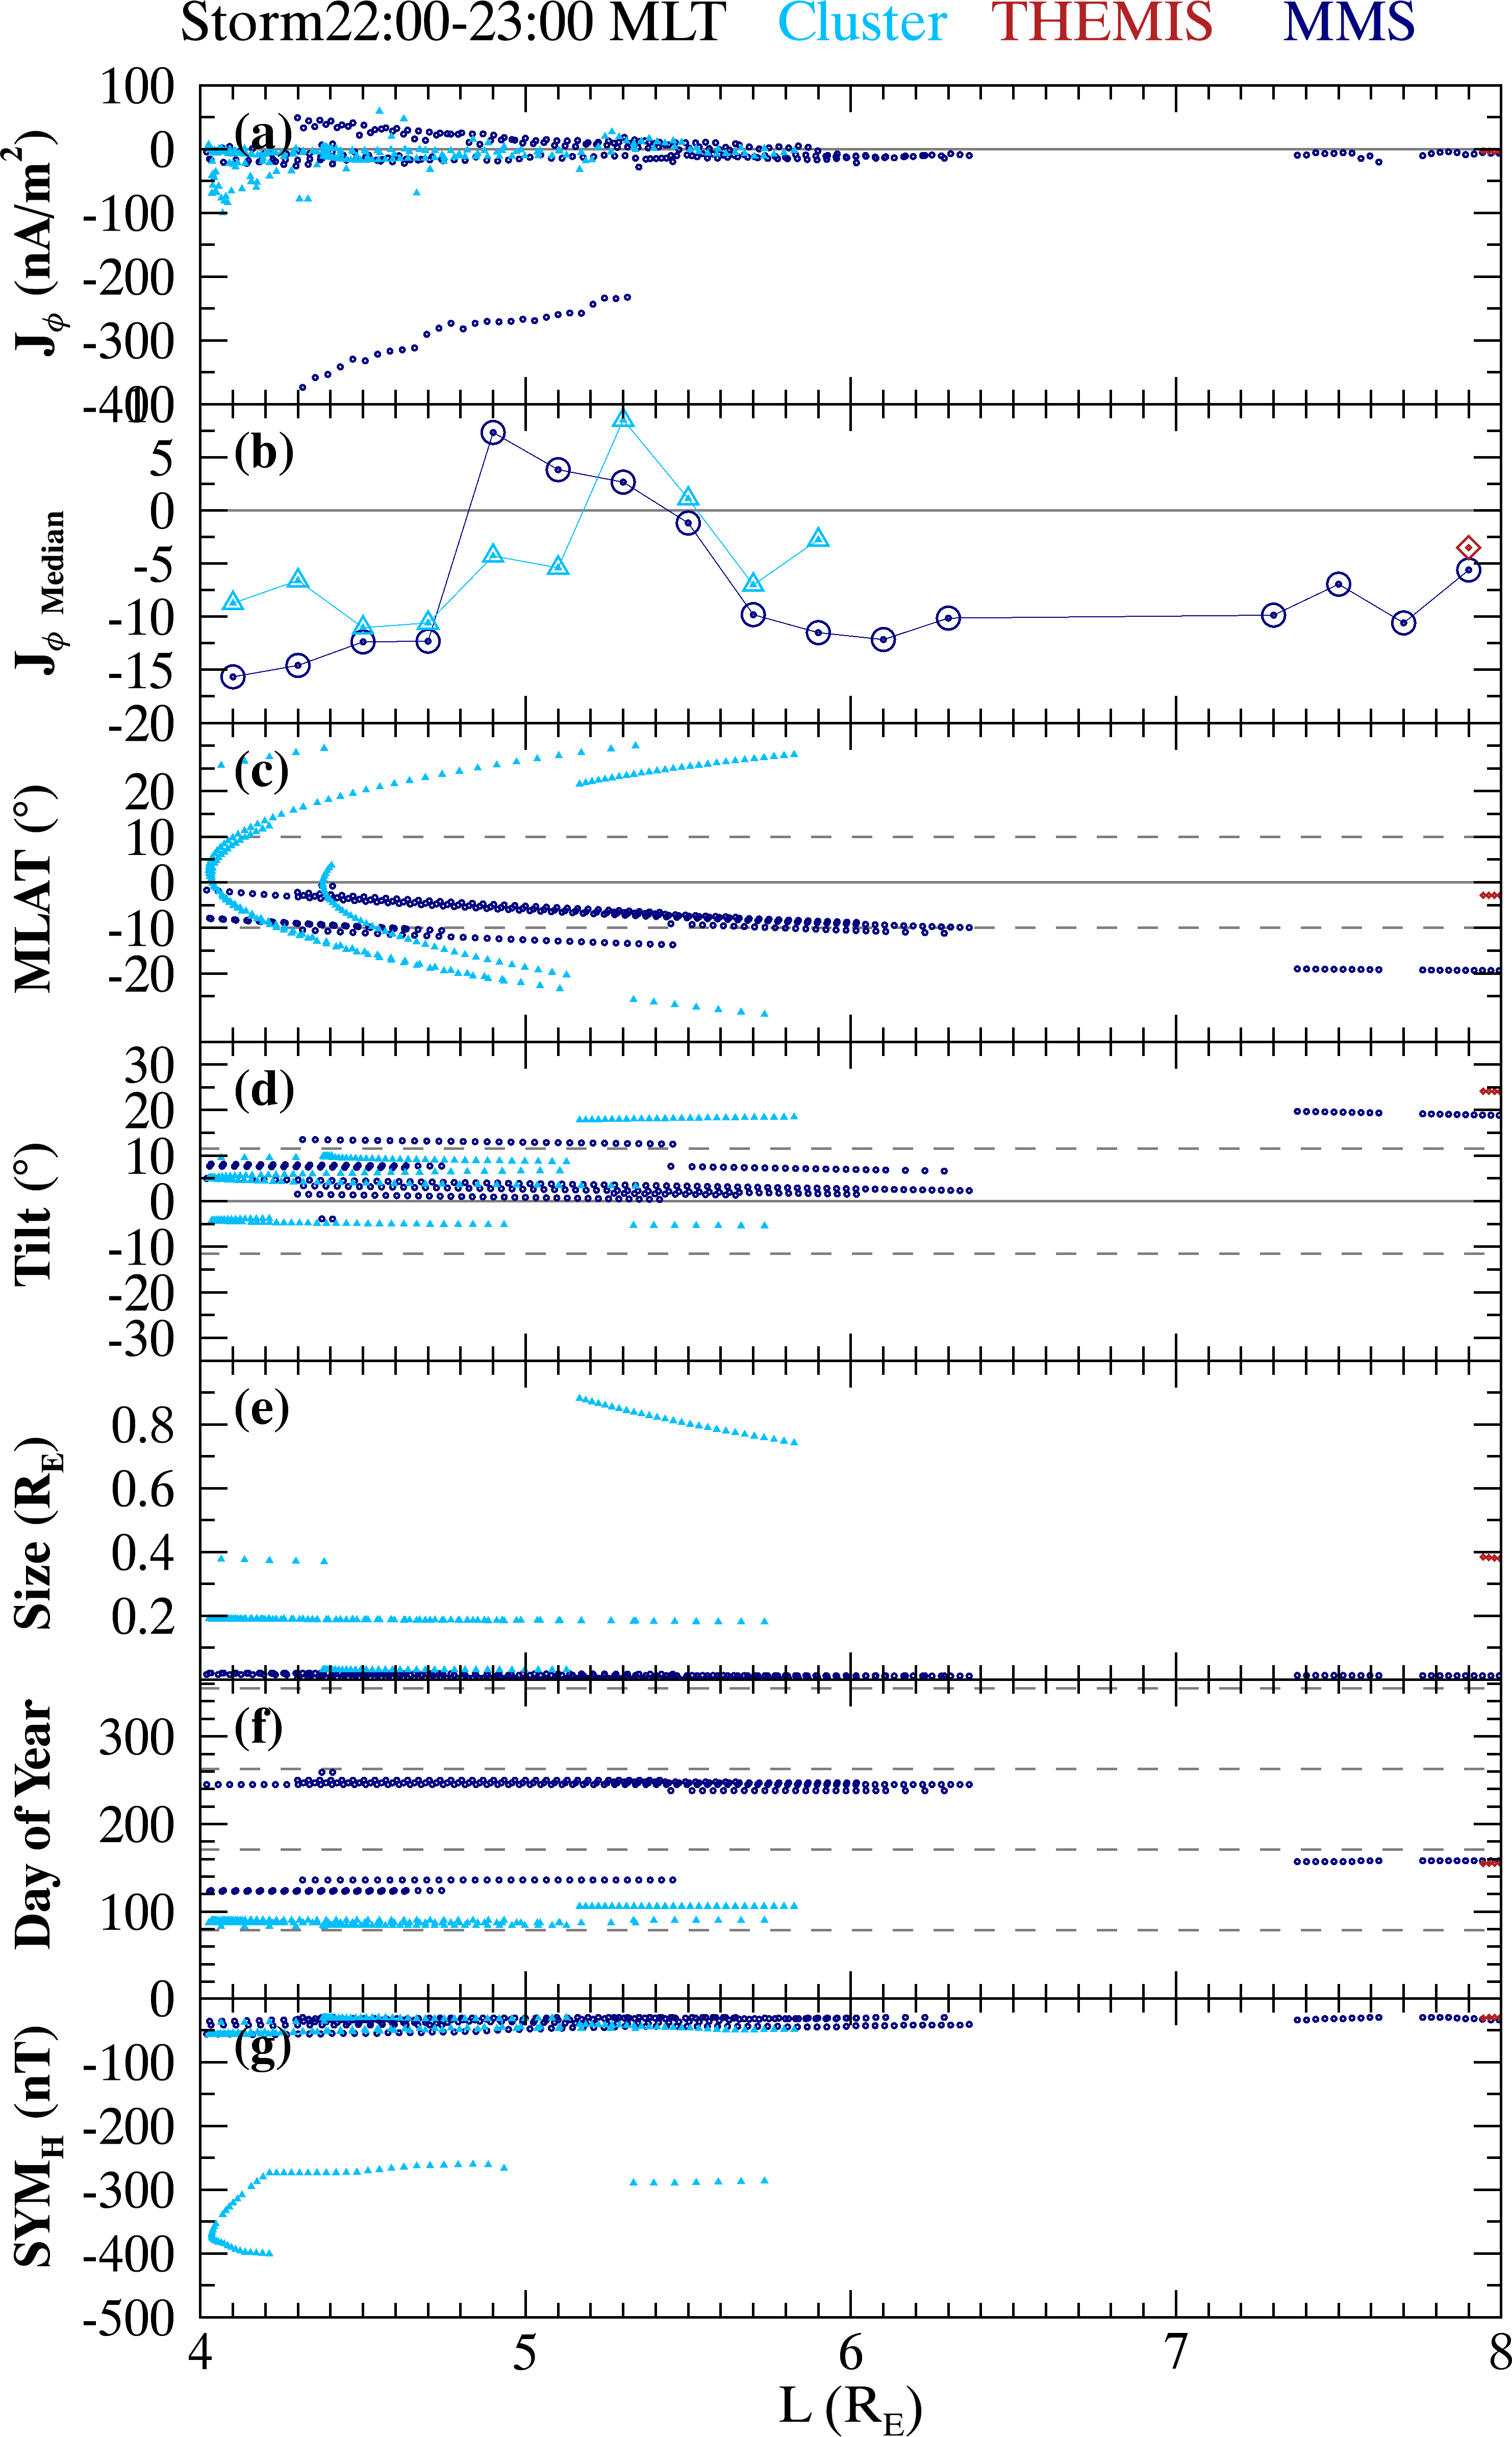 Storm22:00-23:00 MLT Cluster THEMIS MMS
100
0
-100
-200
-300
-400
Jϕ (nA/m²)
(a)
10
5
0
-5
-10
-15
-20
Jϕ Median
(b)
20
10
0
-10
-20
MLAT (°)
(c)
30
20
10
0
-10
-20
-30
Tilt (°)
(d)
0.8
0.6
0.4
0.2
Size (RE)
(e)
300
200
100
0
Day of Year
(f)
-100
-200
-300
-400
-500
SYMH (nT)
(g)
4 5 6 7 8
L (RE)